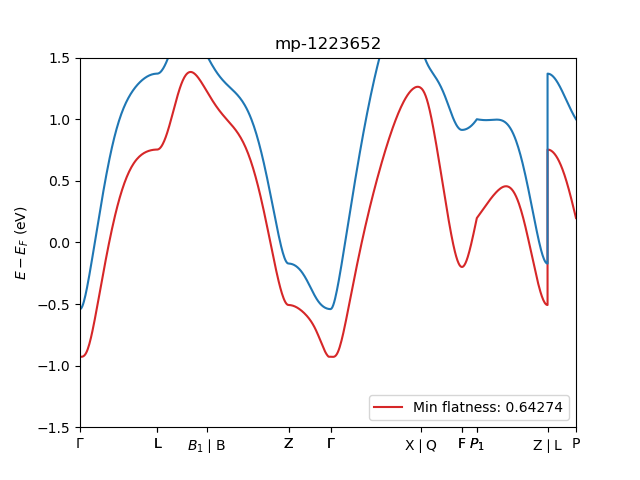 mp-1223652
E − E_F (eV)
1.5
1.0
0.5
0.0
−0.5
−1.0
−1.5
Min flatness: 0.64274
Γ L B₁ | B Z Γ X | Q F P₁ Z | L P